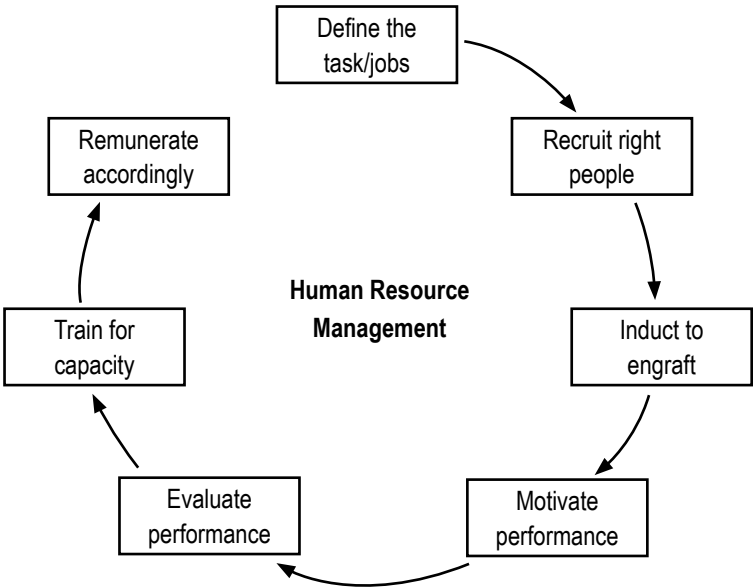 Define the
task/jobs
Recruit right
people
Induct to
engraft
Motivate
performance
Evaluate
performance
Train for
capacity
Remunerate
accordingly
Human Resource
Management